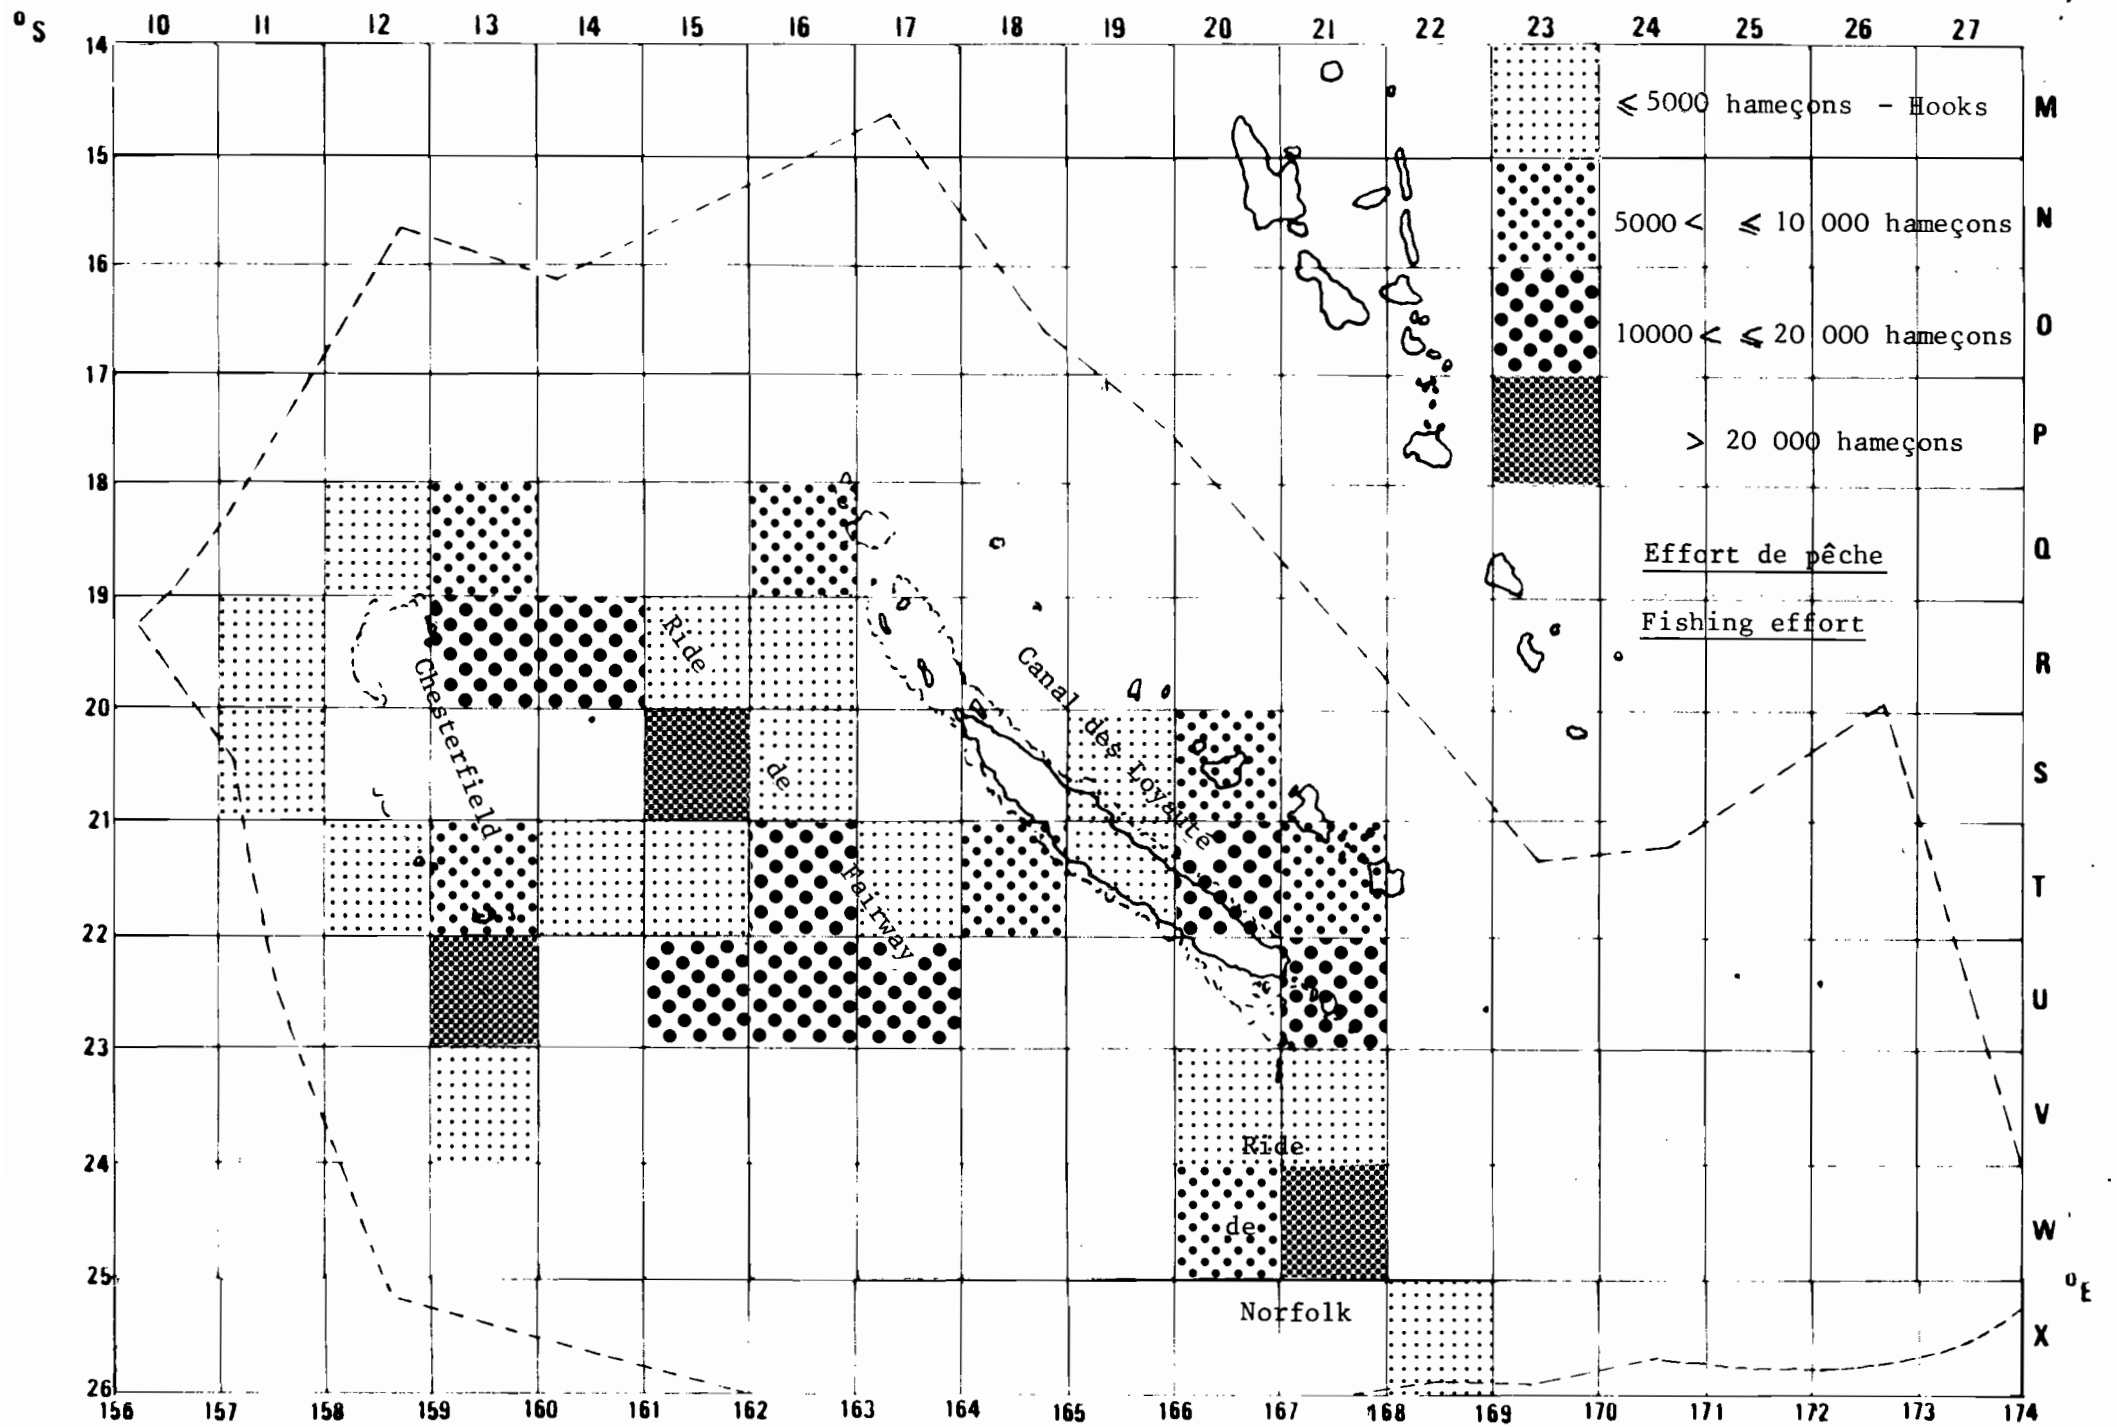 °S 10 11 12 13 14 15 16 17 18 19 20 21 22 23 24 25 26 27
14
⩽ 5000 hameçons - Hooks M
15
5000 < ⩽ 10 000 hameçons N
16
10000 < ⩽ 20 000 hameçons O
17
> 20 000 hameçons P
18
Effort de pêche Q
19
Fishing effort
Ride
Canal des Loyauté
Chesterfield
R
20
de
S
21
Fairway
T
22
U
23
V
Ride
24
de
W
25
°E
Norfolk
X
26
156 157 158 159 160 161 162 163 164 165 166 167 168 169 170 171 172 173 174